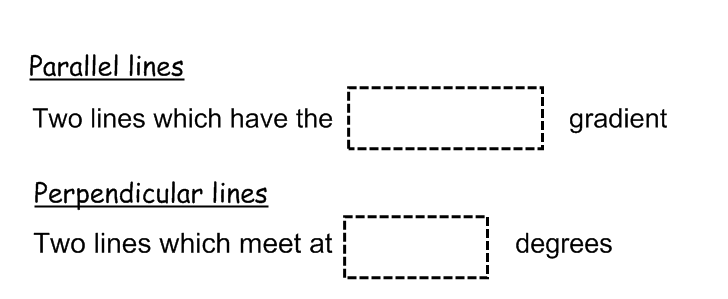 Parallel lines
Two lines which have the gradient
Perpendicular lines
Two lines which meet at degrees